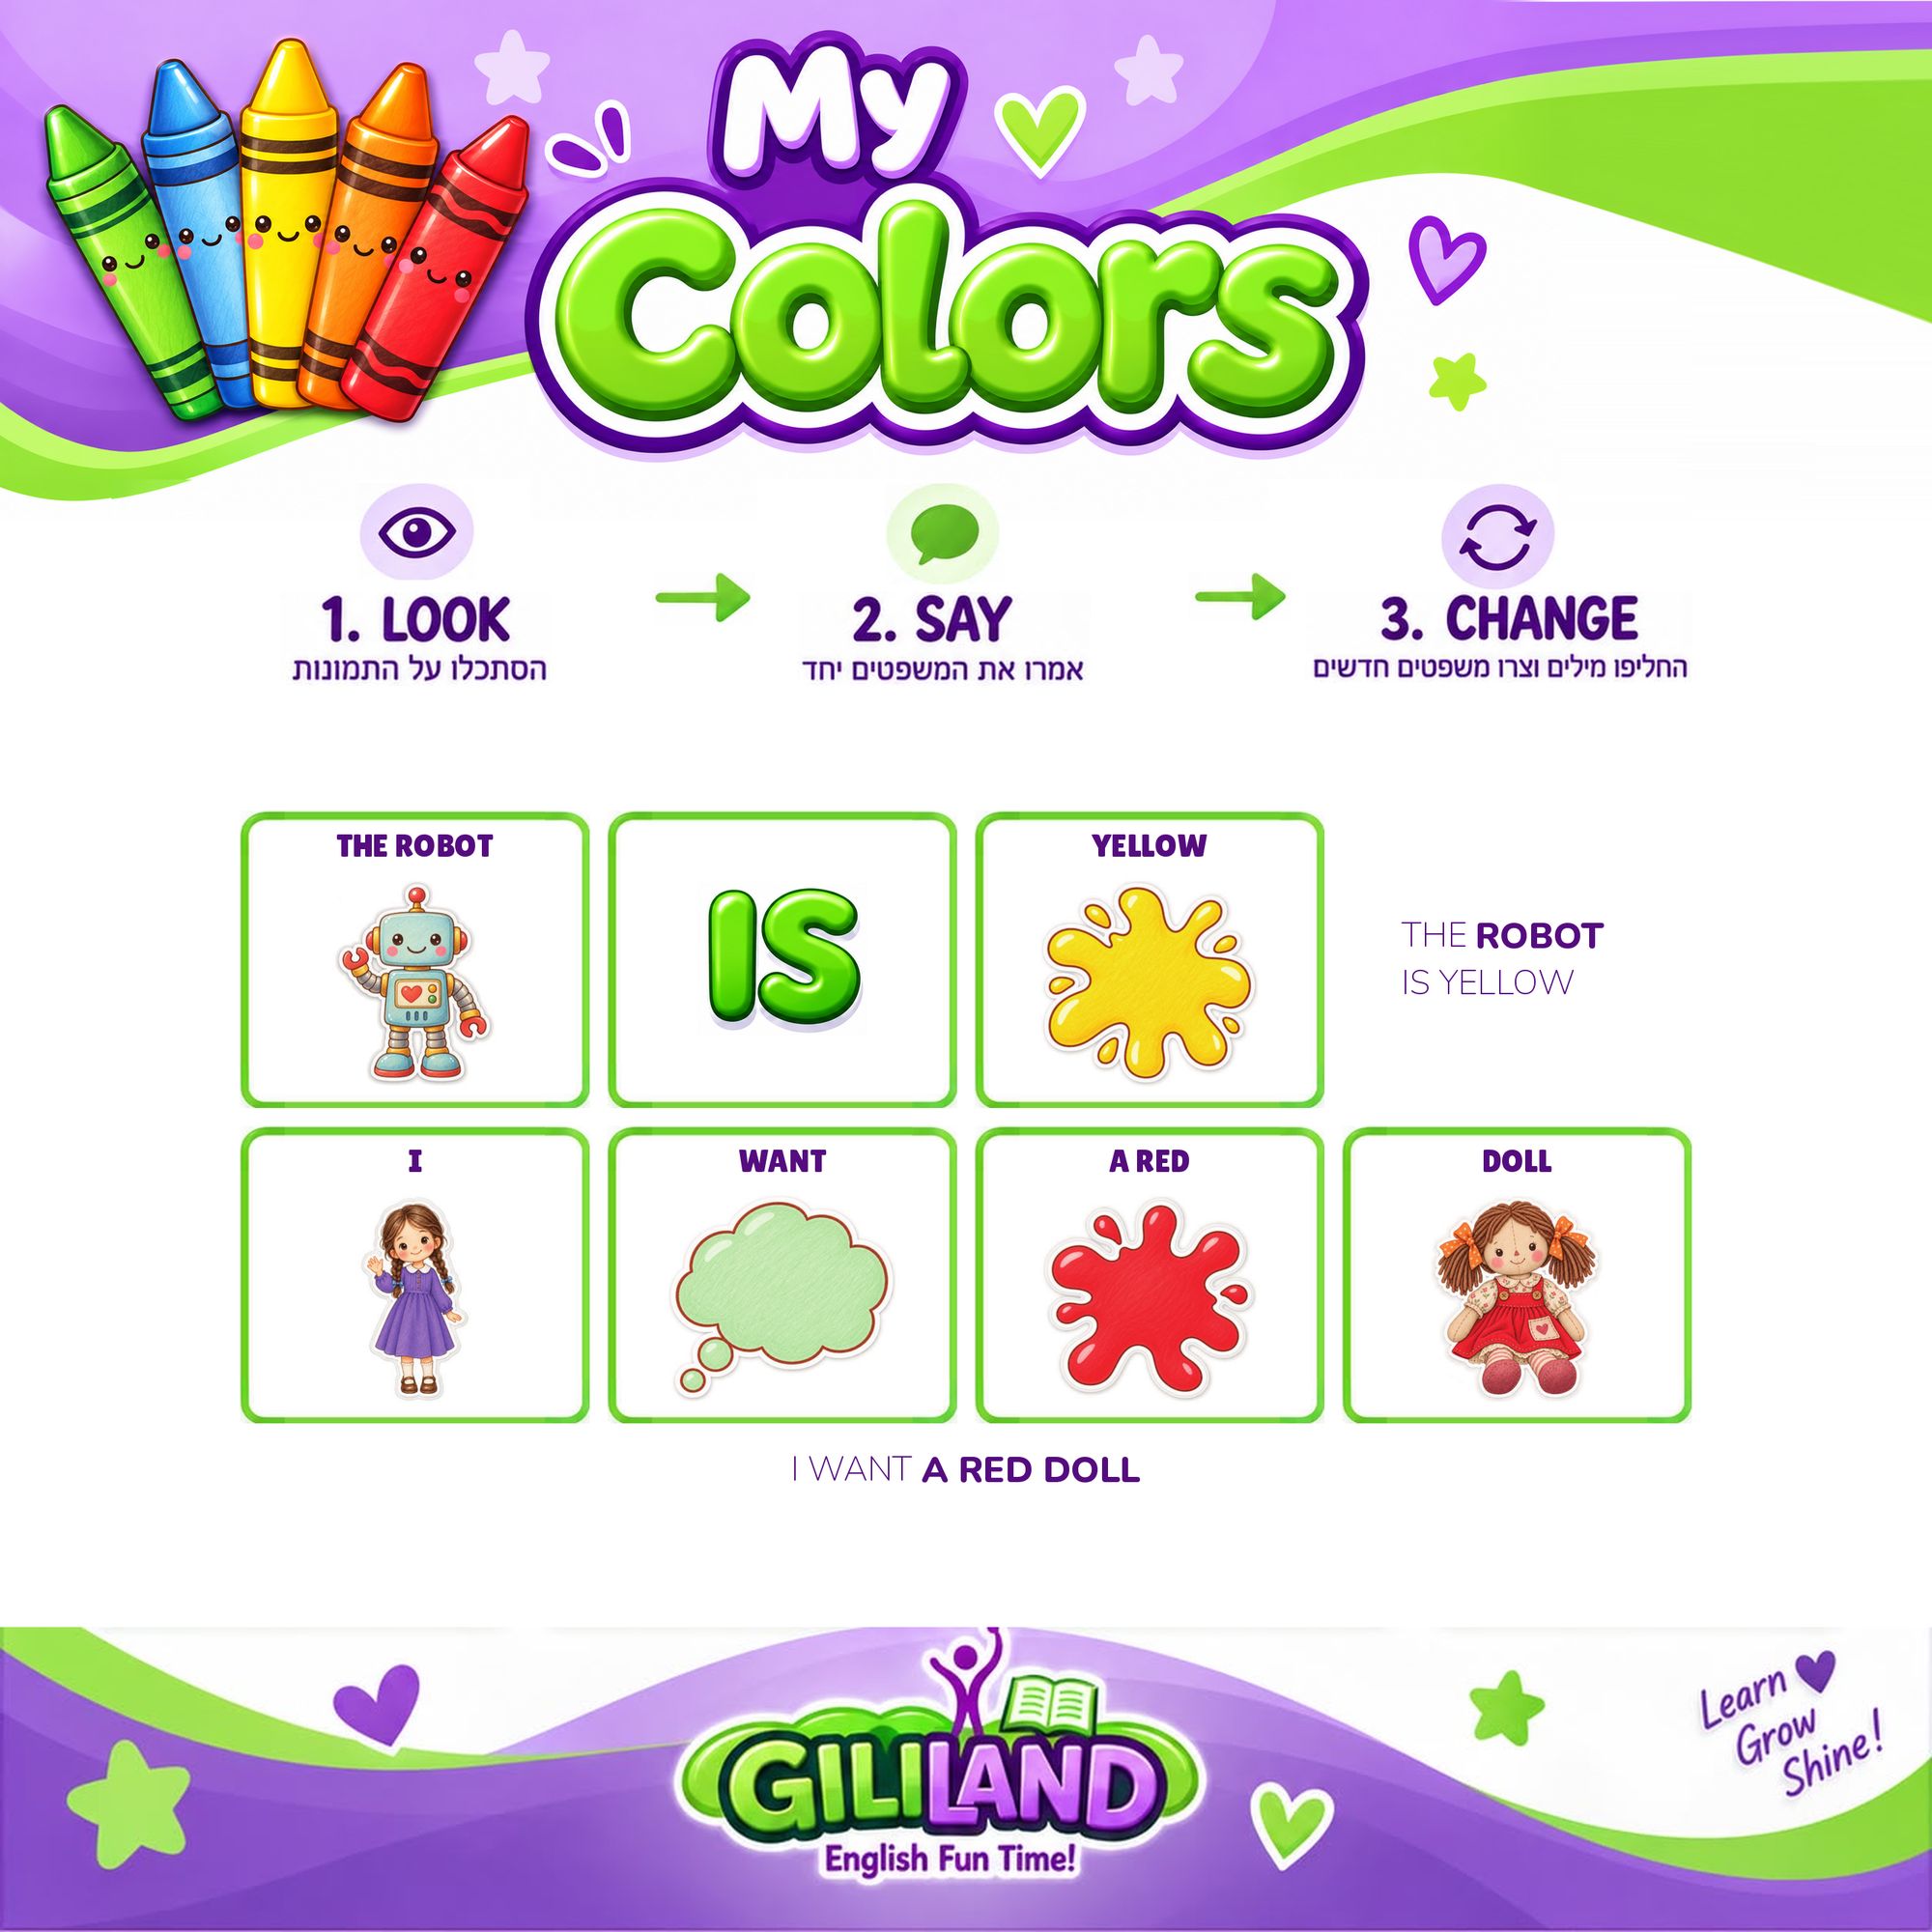 My
Colors
1. LOOK
הסתכלו על התמונות
2. SAY
אמרו את המשפטים יחד
3. CHANGE
החליפו מילים וצרו משפטים חדשים
THE ROBOT
IS
YELLOW
THE ROBOT
IS YELLOW
I
WANT
A RED
DOLL
I WANT A RED DOLL
GILILAND
English Fun Time!
Learn
Grow
Shine!